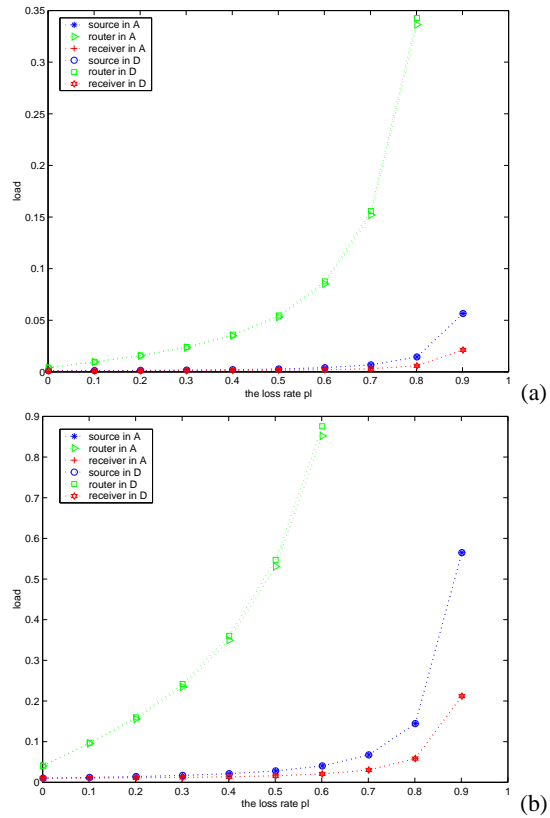 0.35
source in A
router in A
receiver in A
source in D
router in D
receiver in D
0.3
0.25
0.2
0.15
0.1
0.05
0
load
0 0.1 0.2 0.3 0.4 0.5 0.6 0.7 0.8 0.9 1
the loss rate pl
(a)
0.9
source in A
router in A
receiver in A
source in D
router in D
receiver in D
0.8
0.7
0.6
0.5
0.4
0.3
0.2
0.1
0
load
0 0.1 0.2 0.3 0.4 0.5 0.6 0.7 0.8 0.9 1
the loss rate pl
(b)